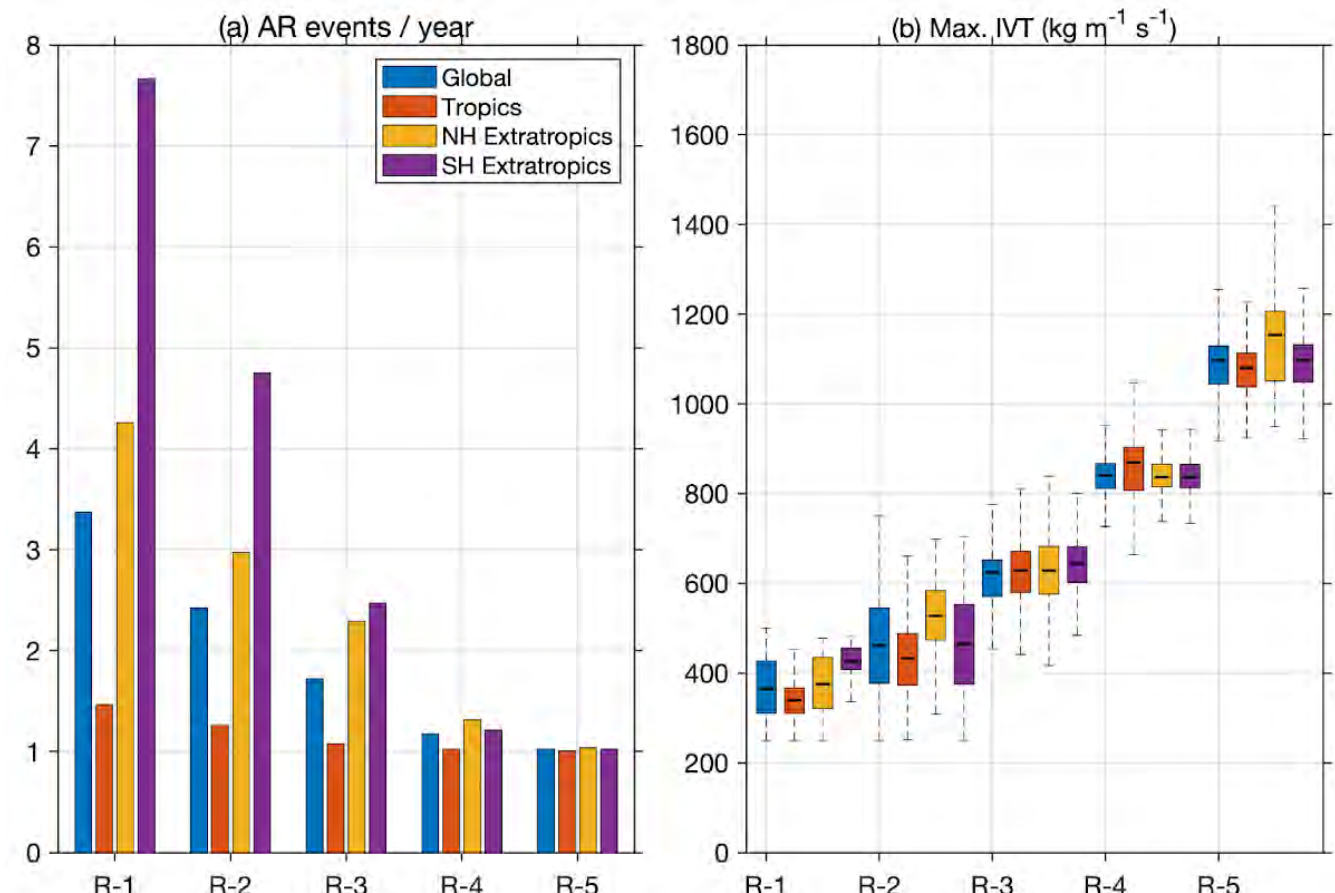 (a) AR events / year
8
7
6
5
4
3
2
1
0
Global
Tropics
NH Extratropics
SH Extratropics
R-1 R-2 R-3 R-4 R-5
(b) Max. IVT (kg m⁻¹ s⁻¹)
1800
1600
1400
1200
1000
800
600
400
200
0
R-1 R-2 R-3 R-4 R-5